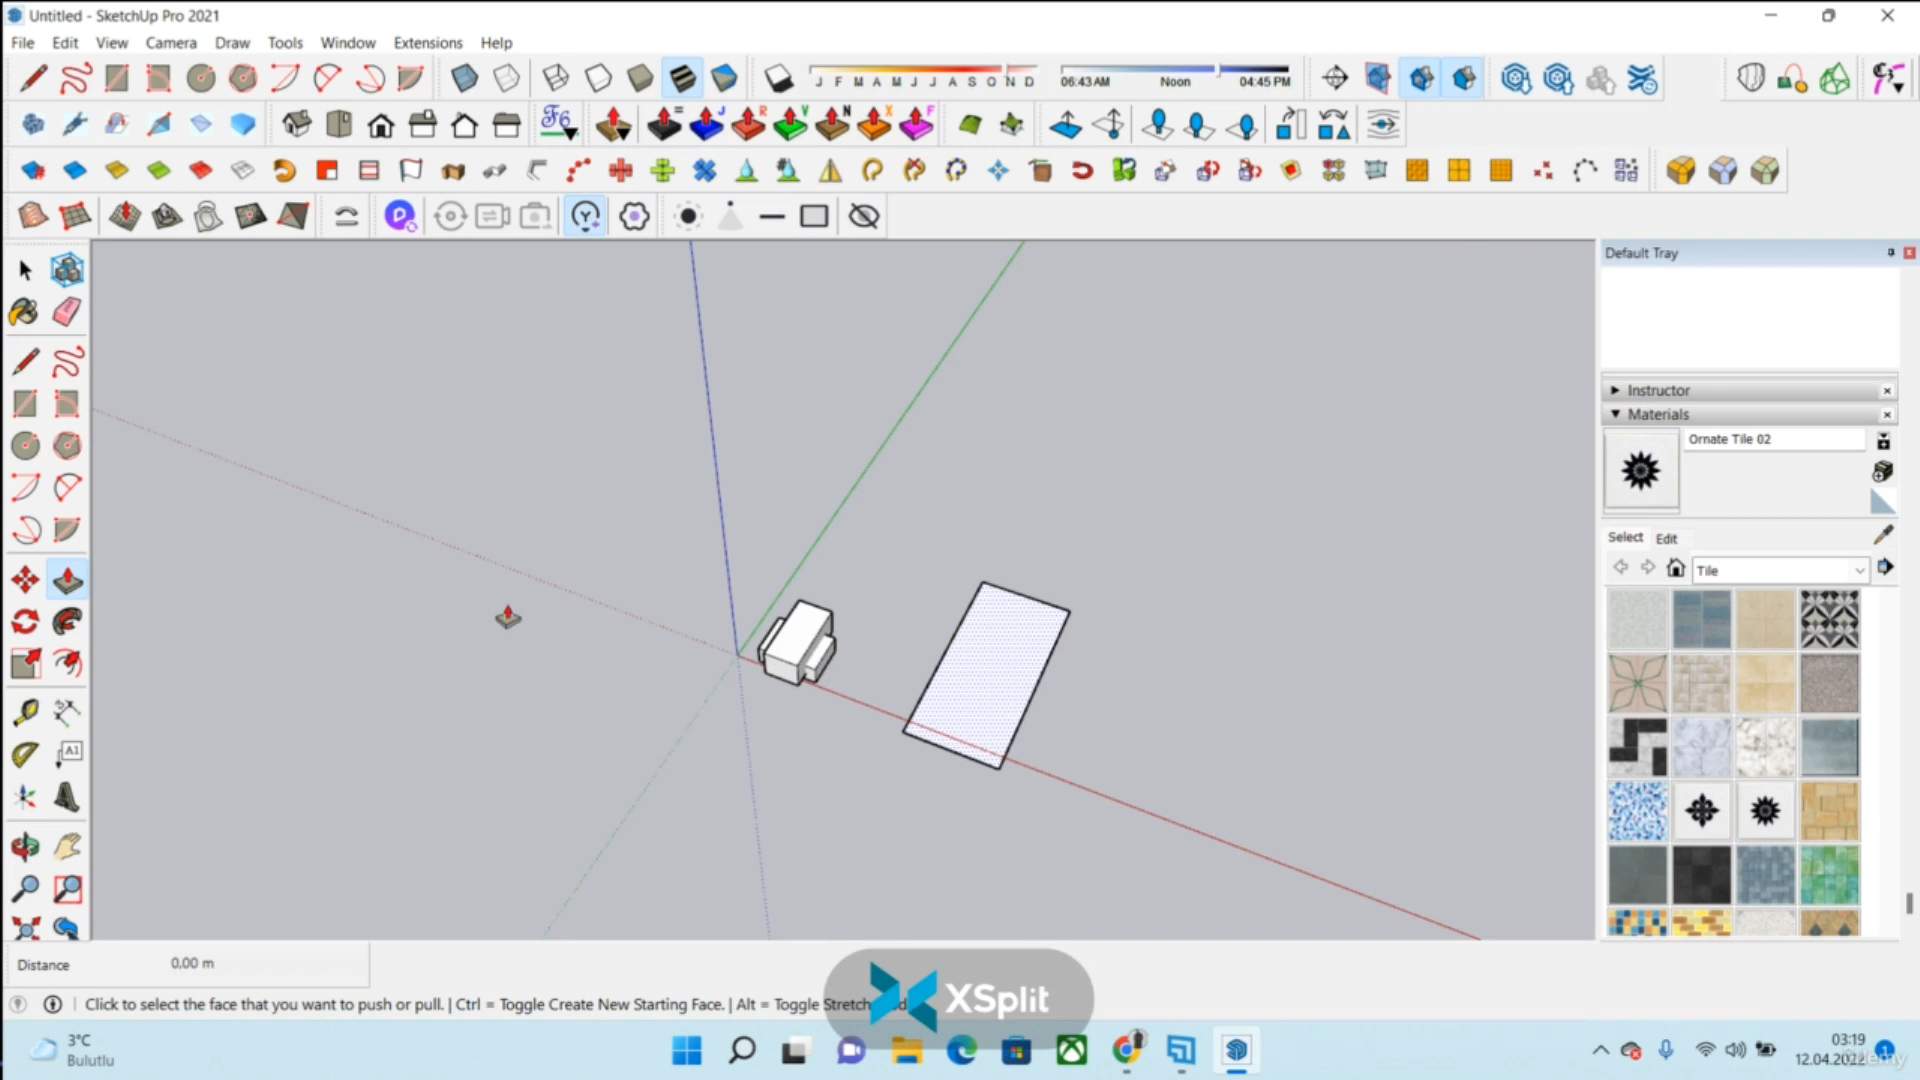 Untitled - SketchUp Pro 2021
File Edit View Camera Draw Tools Window Extensions Help
J F M A M J J A S O N D
06:43 AM Noon 04:45 PM
F6 = J R V N X F
Default Tray
Instructor
Materials
Ornate Tile 02
Select Edit
Tile
A1
Distance 0,00 m
Click to select the face that you want to push or pull. | Ctrl = Toggle Create New Starting Face. | Alt = Toggle Stretch
XSplit
3°C
Bulutlu
03:19
12.04.2022